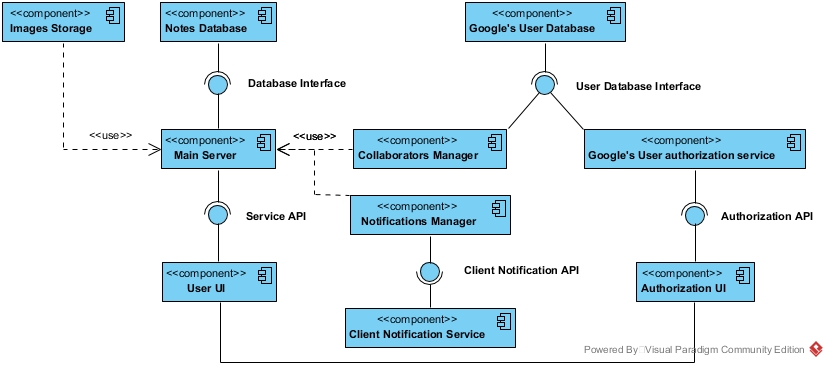 <<component>>
Images Storage
<<component>>
Notes Database
<<component>>
Google's User Database
Database Interface
User Database Interface
<<use>>
<<component>>
Main Server
<<use>>
<<component>>
Collaborators Manager
<<component>>
Google's User authorization service
<<component>>
Notifications Manager
Service API
Authorization API
<<component>>
User UI
Client Notification API
<<component>>
Authorization UI
<<component>>
Client Notification Service
Powered By Visual Paradigm Community Edition